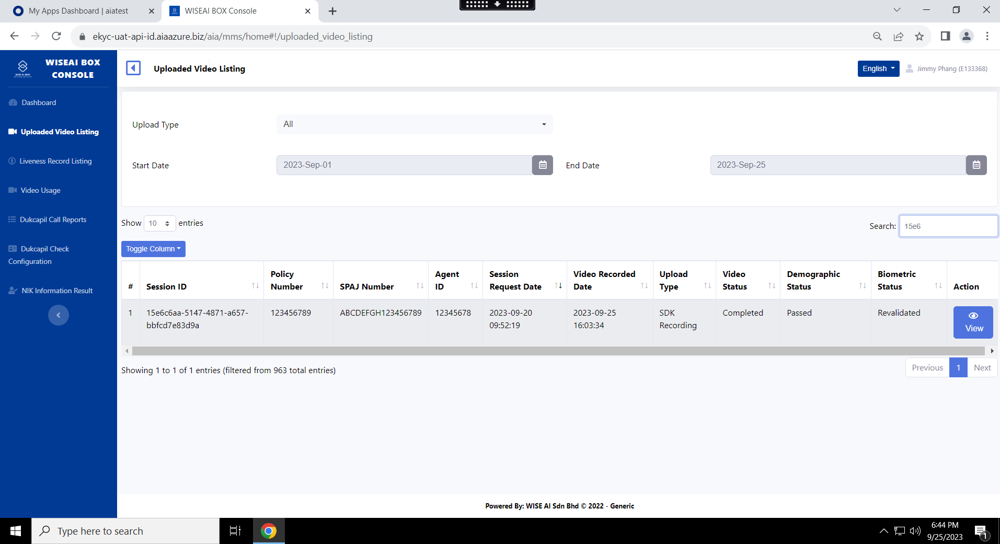 My Apps Dashboard | aiatest
WISEAI BOX Console
ekyc-uat-api-id.aiaazure.biz/aia/mms/home#!/uploaded_video_listing
WISEAI BOX
CONSOLE
Uploaded Video Listing
English
Jimmy Phang (E133368)
Dashboard
Uploaded Video Listing
Liveness Record Listing
Video Usage
Dukcapil Call Reports
Dukcapil Check
Configuration
NIK Information Result
Upload Type
All
Start Date
2023-Sep-01
End Date
2023-Sep-25
Show 10 entries
Search: 15e6
Toggle Column
#
Session ID
Policy
Number
SPAJ Number
Agent
ID
Session
Request Date
Video Recorded
Date
Upload
Type
Video
Status
Demographic
Status
Biometric
Status
Action
1
15e6c6aa-5147-4871-a657-
bbfcd7e83d9a
123456789
ABCDEFGH123456789
12345678
2023-09-20
09:52:19
2023-09-25
16:03:34
SDK
Recording
Completed
Passed
Revalidated
View
Showing 1 to 1 of 1 entries (filtered from 963 total entries)
Previous 1 Next
Powered By: WISE AI Sdn Bhd © 2022 - Generic
Type here to search
6:44 PM
9/25/2023
1